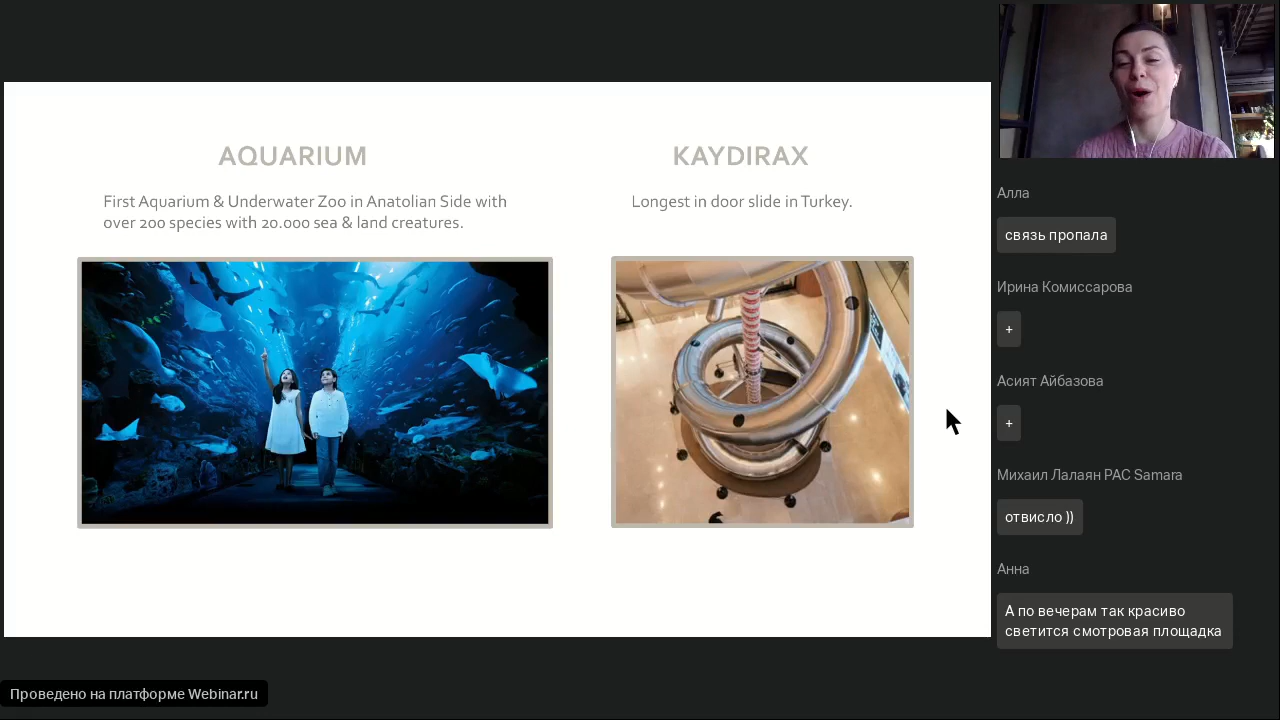 AQUARIUM
First Aquarium & Underwater Zoo in Anatolian Side with
over 200 species with 20.000 sea & land creatures.
KAYDIRAX
Longest in door slide in Turkey.
Алла
связь пропала
Ирина Комиссарова
+
Асият Айбазова
+
Михаил Лалаян РАС Samara
отвисло ))
Анна
А по вечерам так красиво
светится смотровая площадка
Проведено на платформе Webinar.ru